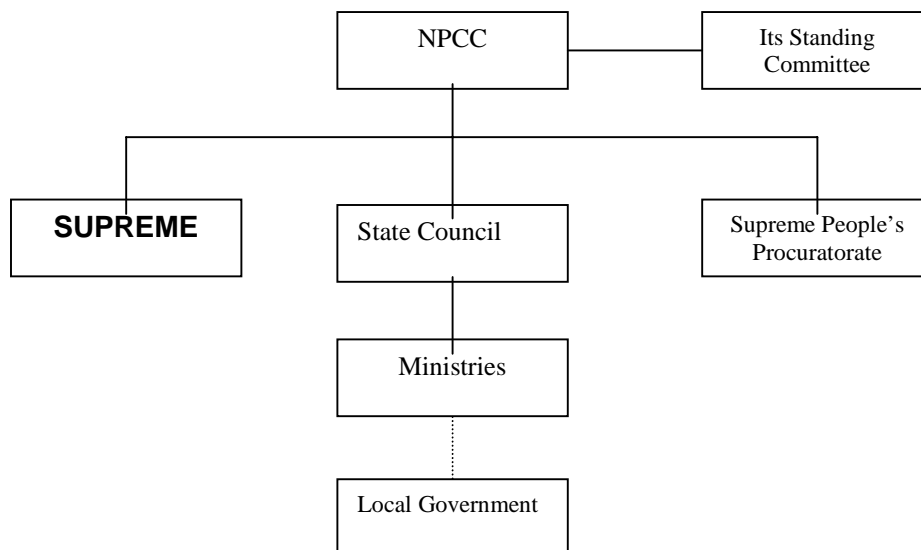 NPCC
Its Standing
Committee
SUPREME
State Council
Supreme People’s
Procuratorate
Ministries
Local Government